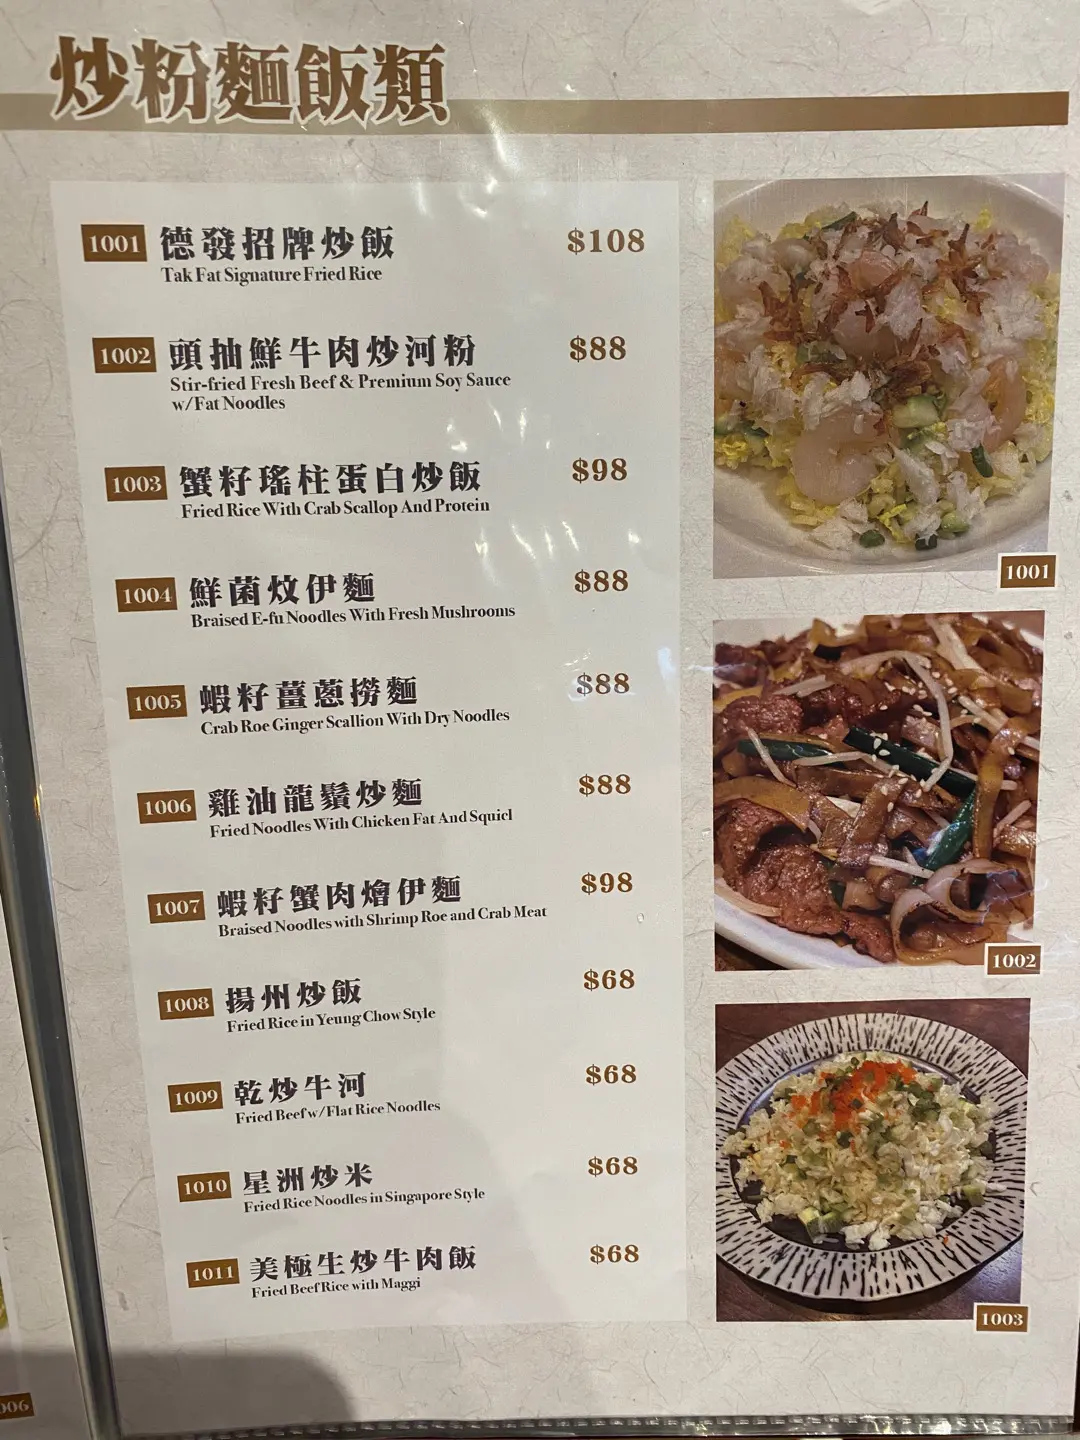 炒粉麵飯類
1001 德發招牌炒飯 $108
Tak Fat Signature Fried Rice
1002 頭抽鮮牛肉炒河粉 $88
Stir-fried Fresh Beef & Premium Soy Sauce
w/Fat Noodles
1003 蟹籽瑤柱蛋白炒飯 $98
Fried Rice With Crab Scallop And Protein
1004 鮮菌炆伊麵 $88
Braised E-fu Noodles With Fresh Mushrooms
1005 蝦籽薑蔥撈麵 $88
Crab Roe Ginger Scallion With Dry Noodles
1006 雞油龍鬚炒麵 $88
Fried Noodles With Chicken Fat And Squicl
1007 蝦籽蟹肉燴伊麵 $98
Braised Noodles with Shrimp Roe and Crab Meat
1008 揚州炒飯 $68
Fried Rice in Yeung Chow Style
1009 乾炒牛河 $68
Fried Beef w/Flat Rice Noodles
1010 星洲炒米 $68
Fried Rice Noodles in Singapore Style
1011 美極生炒牛肉飯 $68
Fried Beef Rice with Maggi
1001
1002
1003
006